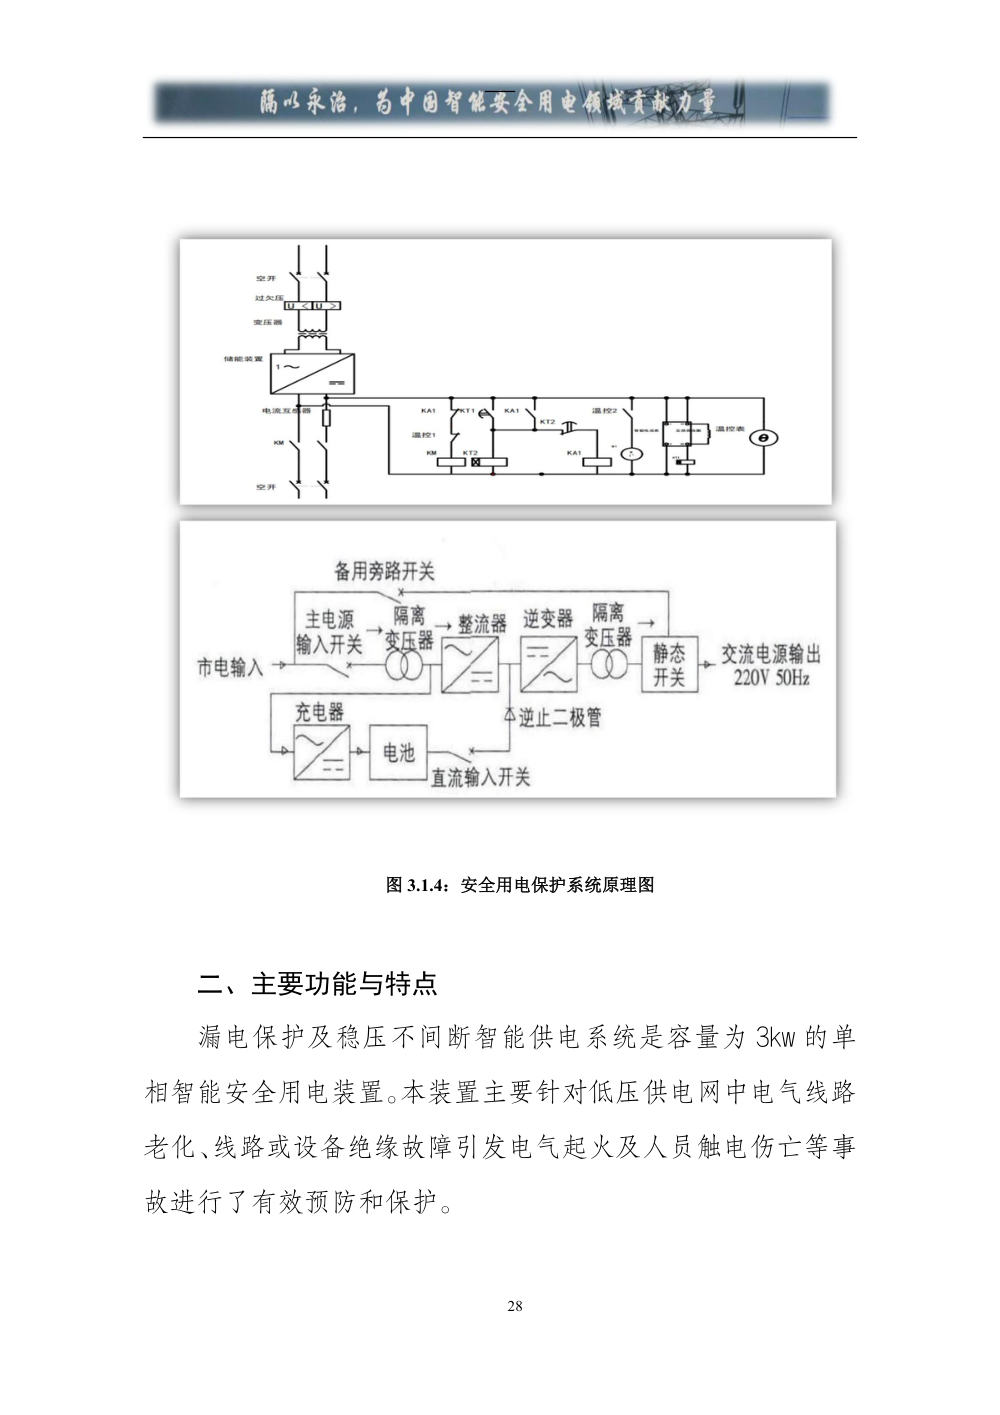 隔以永治，为中国智能安全用电领域贡献力量
空开
过欠压
U < U >
变压器
储能装置
1
电流互感器
KM
空开
KA1
KT1
KA1
KT2
温控1
KM
KT2
KA1
温控2
温控表
备用旁路开关
主电源
输入开关
隔离
变压器
整流器
逆变器
隔离
变压器
市电输入
静态
开关
交流电源输出
220V 50Hz
充电器
电池
逆止二极管
直流输入开关
图 3.1.4：安全用电保护系统原理图
二、主要功能与特点
漏电保护及稳压不间断智能供电系统是容量为 3kw 的单
相智能安全用电装置。本装置主要针对低压供电网中电气线路
老化、线路或设备绝缘故障引发电气起火及人员触电伤亡等事
故进行了有效预防和保护。
28